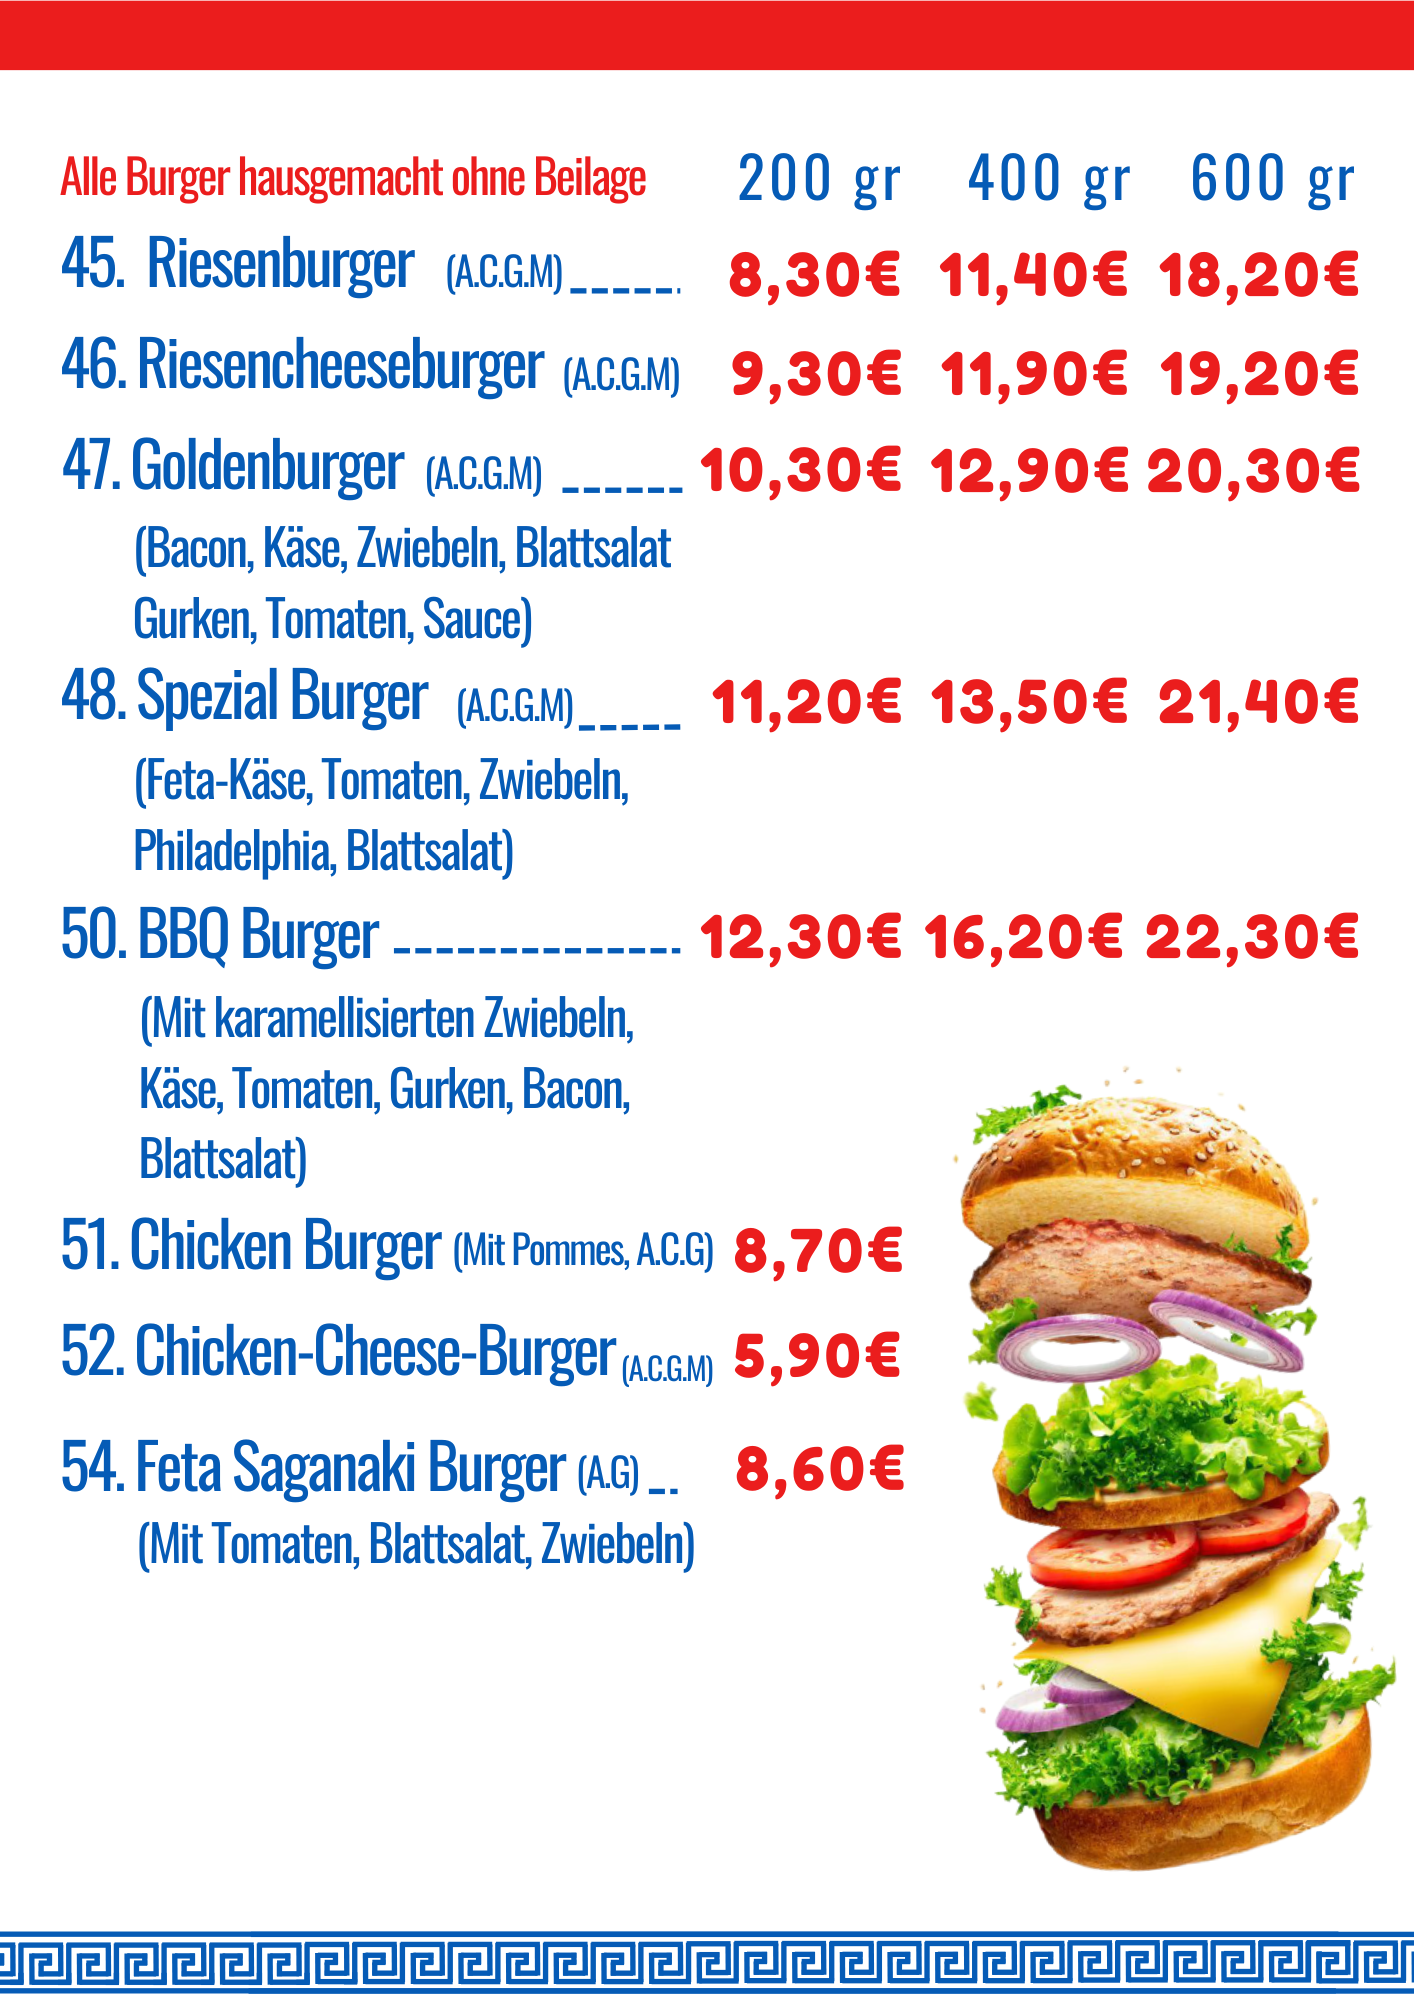 Alle Burger hausgemacht ohne Beilage 200 gr 400 gr 600 gr
45. Riesenburger (A.C.G.M) 8,30€ 11,40€ 18,20€
46. Riesencheeseburger (A.C.G.M) 9,30€ 11,90€ 19,20€
47. Goldenburger (A.C.G.M) 10,30€ 12,90€ 20,30€
(Bacon, Käse, Zwiebeln, Blattsalat
Gurken, Tomaten, Sauce)
48. Spezial Burger (A.C.G.M) 11,20€ 13,50€ 21,40€
(Feta-Käse, Tomaten, Zwiebeln,
Philadelphia, Blattsalat)
50. BBQ Burger 12,30€ 16,20€ 22,30€
(Mit karamellisierten Zwiebeln,
Käse, Tomaten, Gurken, Bacon,
Blattsalat)
51. Chicken Burger (Mit Pommes, A.C.G) 8,70€
52. Chicken-Cheese-Burger (A.C.G.M) 5,90€
54. Feta Saganaki Burger (A.G) 8,60€
(Mit Tomaten, Blattsalat, Zwiebeln)